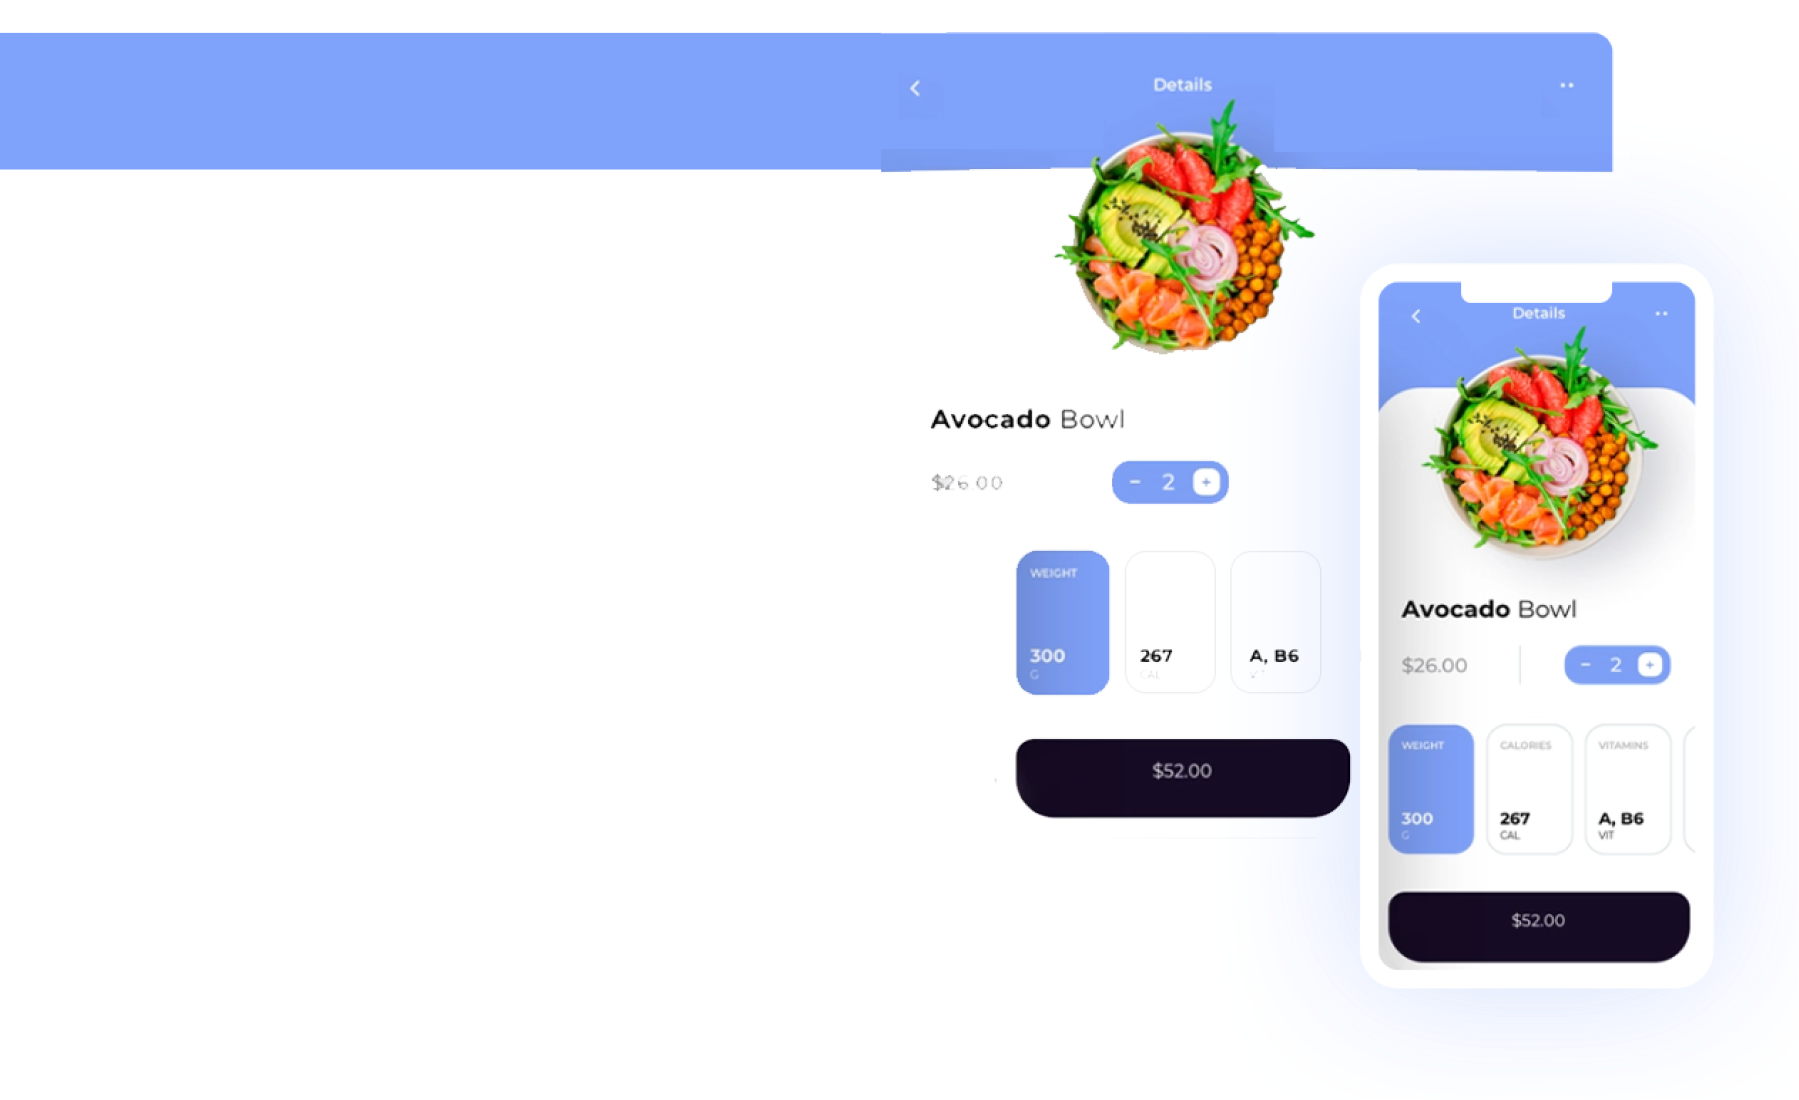 Details
Avocado Bowl
$26.00
− 2 +
WEIGHT
300 267 A, B6
G CAL
$52.00
Details
Avocado Bowl
$26.00
− 2 +
WEIGHT CALORIES VITAMINS
300 267 A, B6
G CAL VIT
$52.00